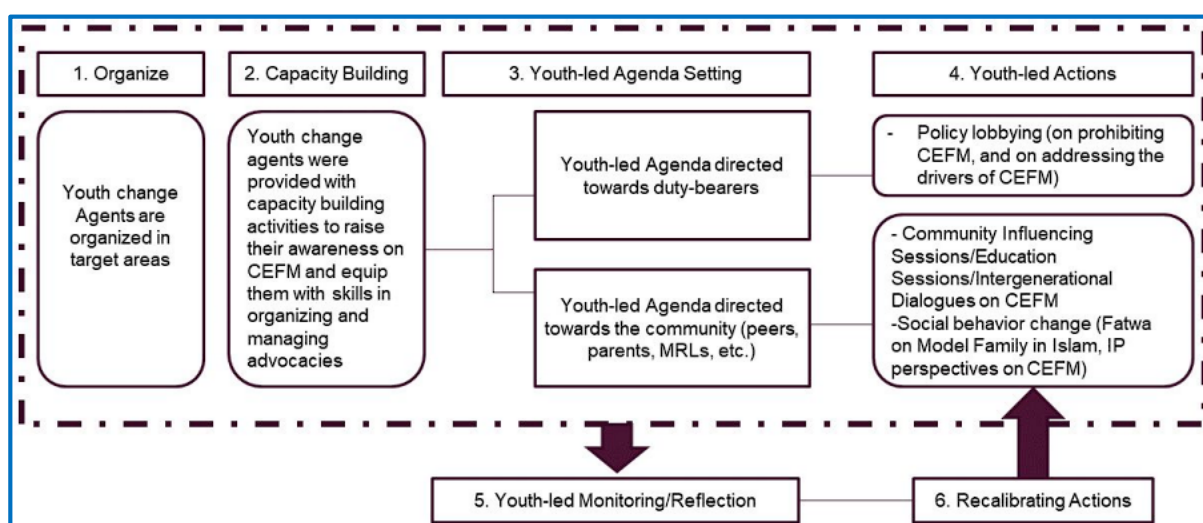 1. Organize
2. Capacity Building
3. Youth-led Agenda Setting
4. Youth-led Actions
Youth change
Agents are
organized in
target areas
Youth change
agents were
provided with
capacity building
activities to raise
their awareness on
CEFM and equip
them with skills in
organizing and
managing
advocacies
Youth-led Agenda directed
towards duty-bearers
Youth-led Agenda directed
towards the community (peers,
parents, MRLs, etc.)
- Policy lobbying (on prohibiting
CEFM, and on addressing the
drivers of CEFM)
- Community Influencing
Sessions/Education
Sessions/Intergenerational
Dialogues on CEFM
-Social behavior change (Fatwa
on Model Family in Islam, IP
perspectives on CEFM)
5. Youth-led Monitoring/Reflection
6. Recalibrating Actions